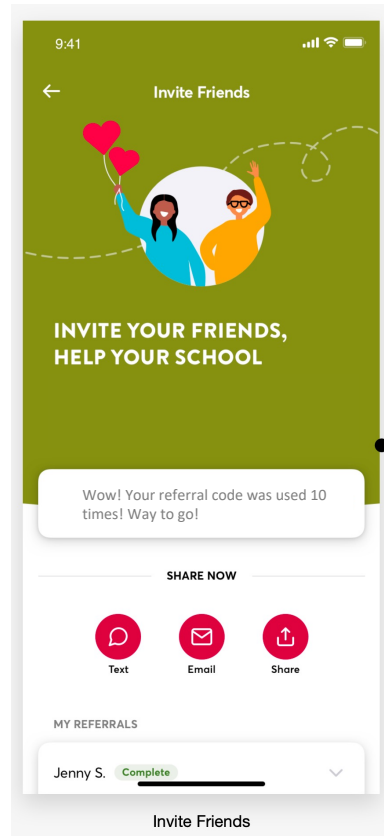 9:41
Invite Friends
INVITE YOUR FRIENDS,
HELP YOUR SCHOOL
Wow! Your referral code was used 10
times! Way to go!
SHARE NOW
Text Email Share
MY REFERRALS
Jenny S. Complete
Invite Friends